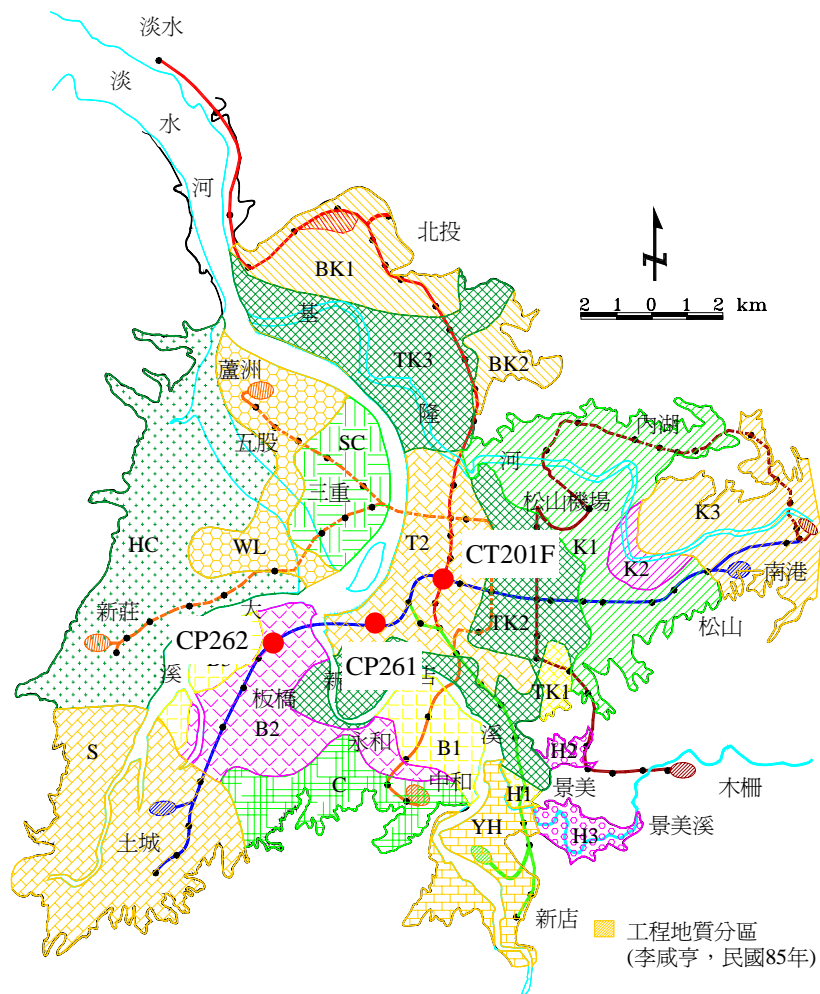 淡水
淡
水
河
北投
BK1
基
2 1 0 1 2 km
TK3
BK2
蘆洲
隆
內湖
五股
SC
河
三重
松山機場
K3
HC
WL
T2
K1
CT201F
K2
南港
新莊
大
TK2
松山
CP262
CP261
溪
新
店
板橋
TK1
B2
永和
溪
S
B1
H2
C
中和
H1
景美
木柵
YH
H3
景美溪
土城
新店
工程地質分區
(李咸亨，民國85年)